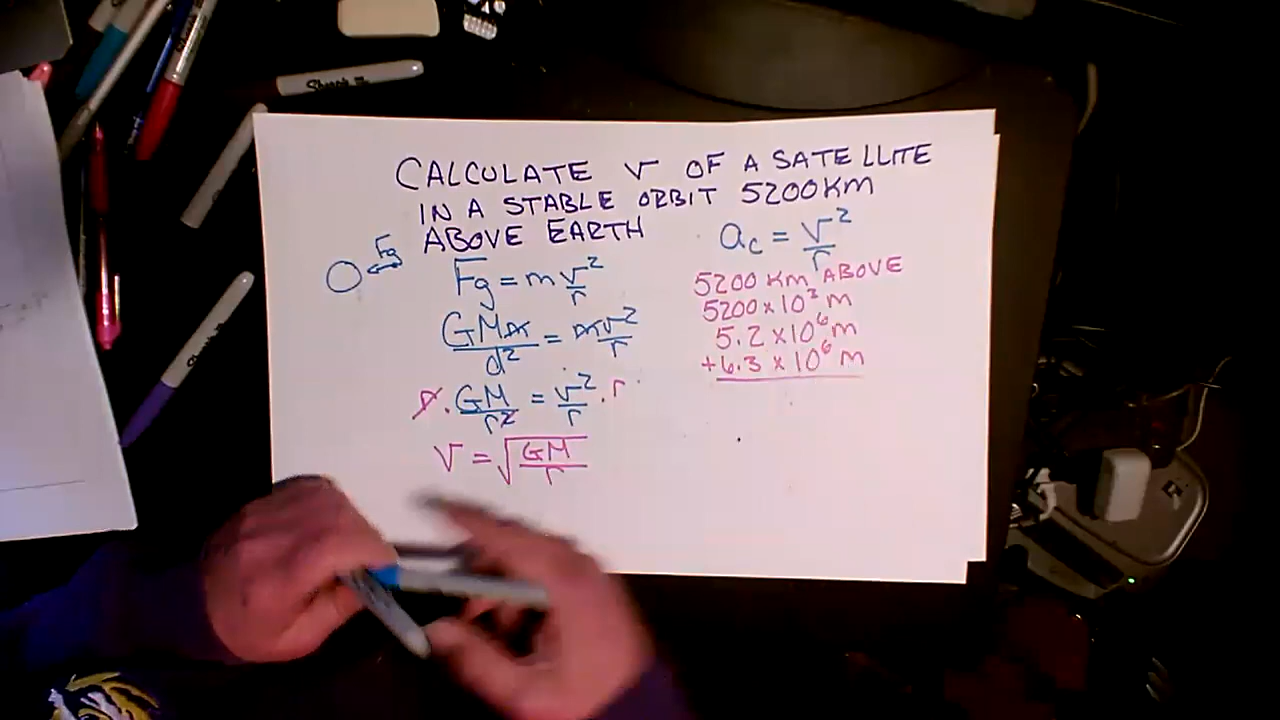 CALCULATE v OF A SATELLITE
IN A STABLE ORBIT 5200 Km
ABOVE EARTH
Fg
Fg = m v²/r
GMm/d² = m v²/r
r · GM/r² = v²/r · r
v = √(GM/r)
ac = v²/r
5200 Km ABOVE
5200 x 10³ m
5.2 x 10⁶ m
+6.3 x 10⁶ m
Sharpie